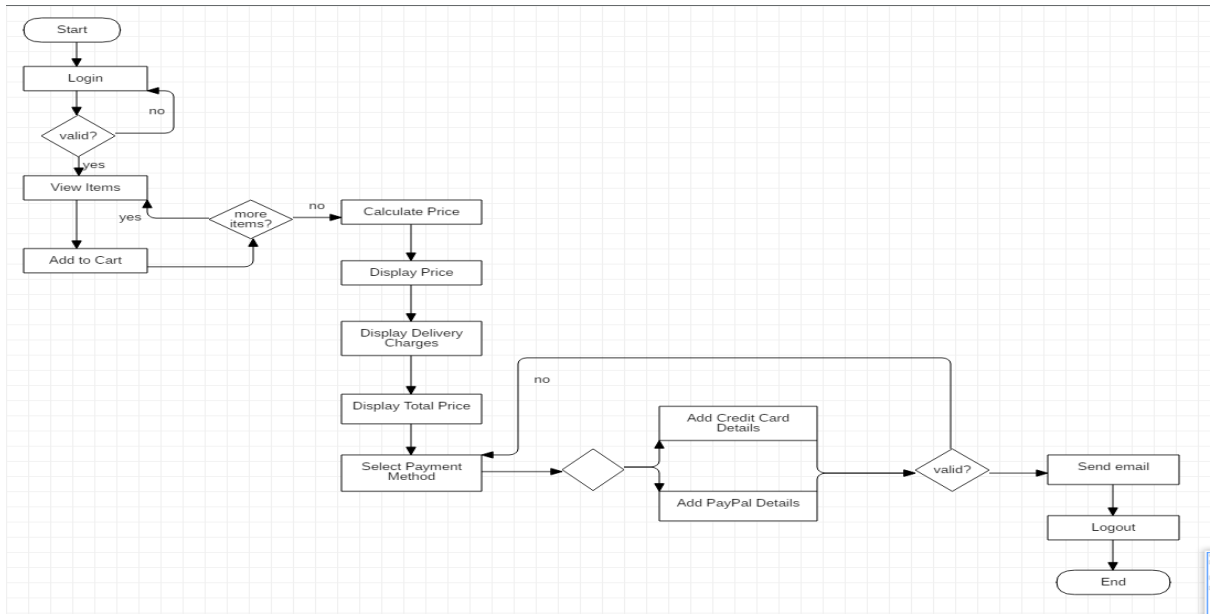 Start
Login
no
valid?
yes
View Items
yes
more
items?
no
Calculate Price
Add to Cart
Display Price
Display Delivery
Charges
no
Display Total Price
Add Credit Card
Details
Select Payment
Method
valid?
Send email
Add PayPal Details
Logout
End